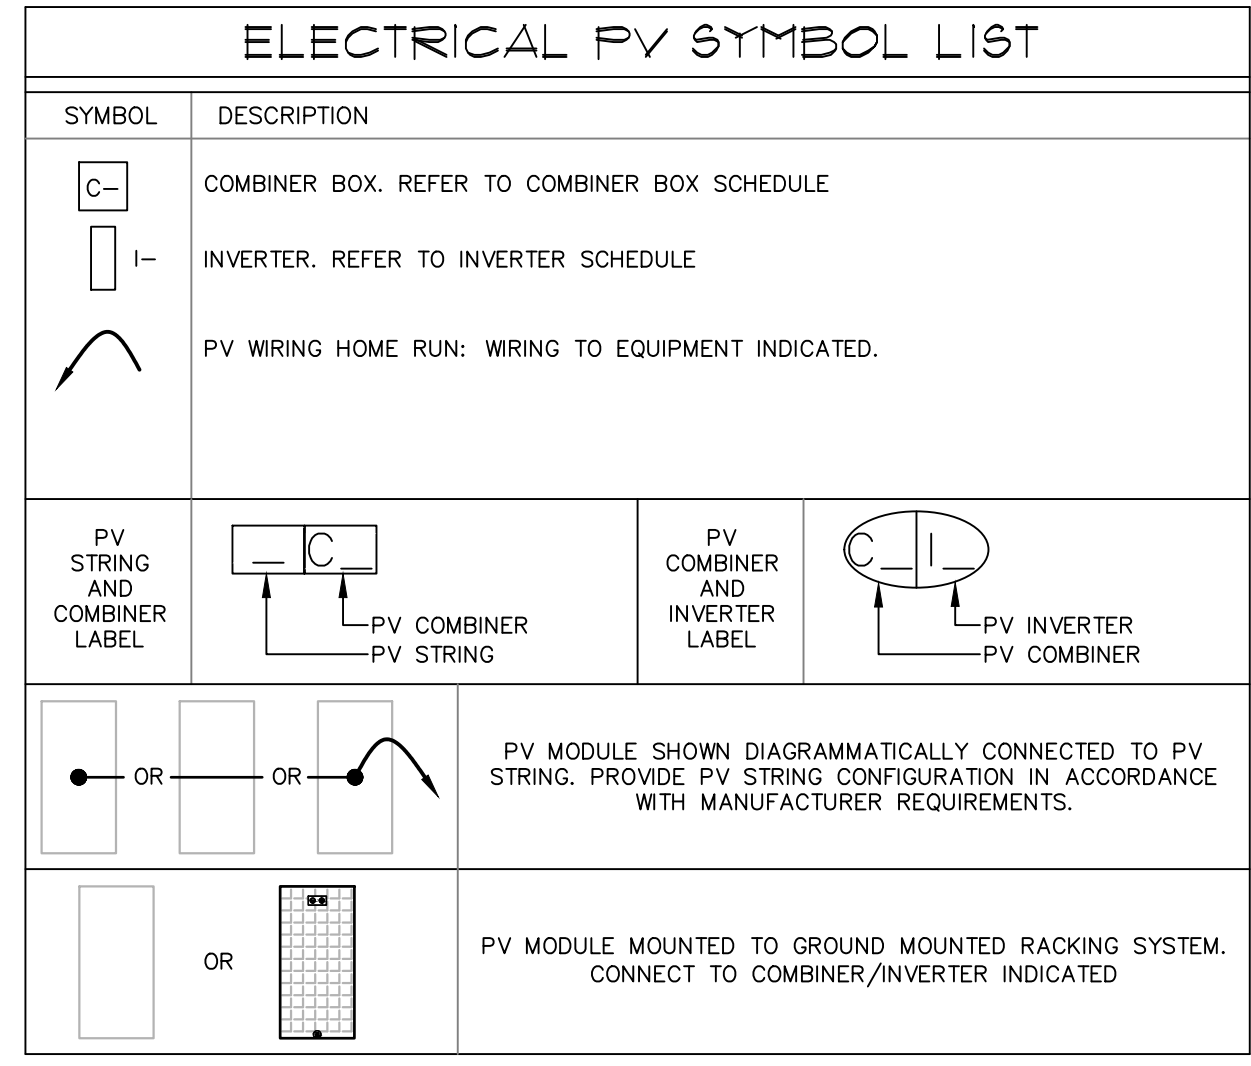 ELECTRICAL PV SYMBOL LIST
SYMBOL
DESCRIPTION
C–
COMBINER BOX. REFER TO COMBINER BOX SCHEDULE
I–
INVERTER. REFER TO INVERTER SCHEDULE
PV WIRING HOME RUN: WIRING TO EQUIPMENT INDICATED.
PV
STRING
AND
COMBINER
LABEL
_ C_
PV COMBINER
PV STRING
PV
COMBINER
AND
INVERTER
LABEL
C_ I_
PV INVERTER
PV COMBINER
OR
OR
PV MODULE SHOWN DIAGRAMMATICALLY CONNECTED TO PV
STRING. PROVIDE PV STRING CONFIGURATION IN ACCORDANCE
WITH MANUFACTURER REQUIREMENTS.
OR
PV MODULE MOUNTED TO GROUND MOUNTED RACKING SYSTEM.
CONNECT TO COMBINER/INVERTER INDICATED